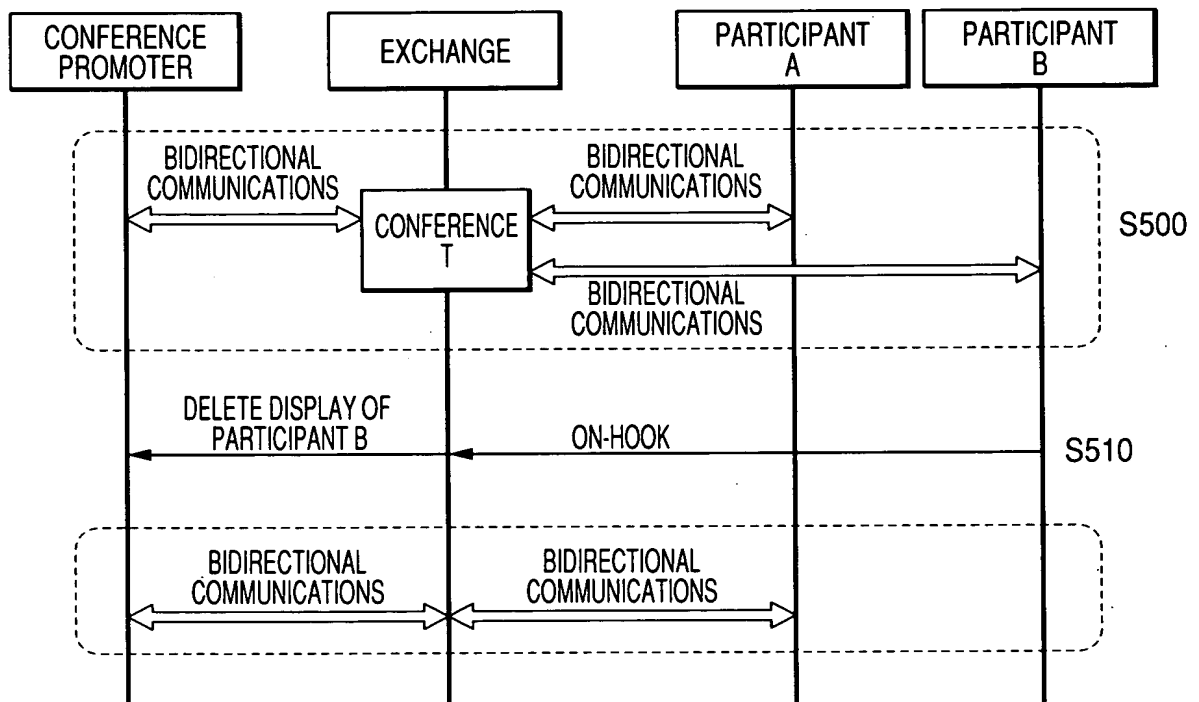 CONFERENCE
PROMOTER
EXCHANGE
PARTICIPANT
A
PARTICIPANT
B
BIDIRECTIONAL
COMMUNICATIONS
BIDIRECTIONAL
COMMUNICATIONS
CONFERENCE
T
S500
BIDIRECTIONAL
COMMUNICATIONS
DELETE DISPLAY OF
PARTICIPANT B
ON-HOOK
S510
BIDIRECTIONAL
COMMUNICATIONS
BIDIRECTIONAL
COMMUNICATIONS